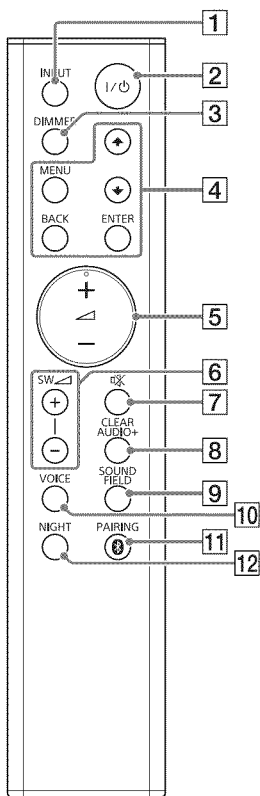 1
INPUT
2
I/⏻
DIMMER
3
MENU
4
BACK ENTER
+
5
−
SW
6
+
−
7
CLEAR
AUDIO+
8
SOUND
FIELD
9
VOICE
10
NIGHT PAIRING
11
12